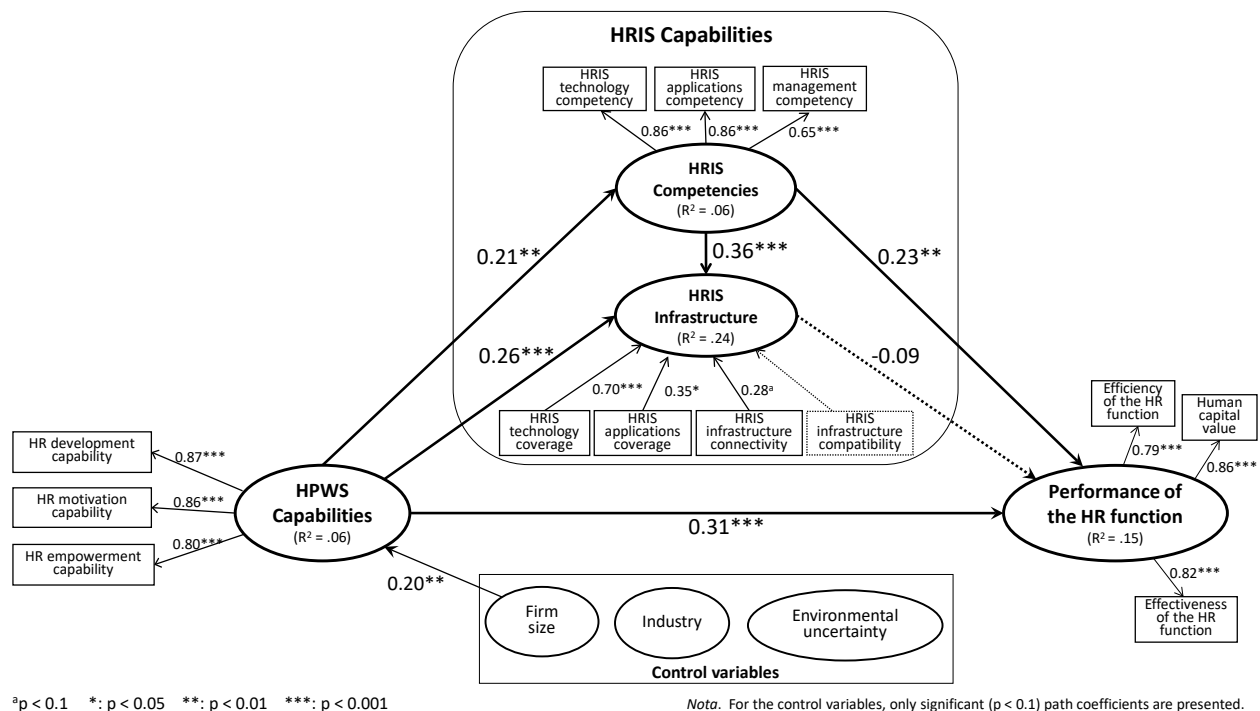 HRIS Capabilities
HRIS
technology
competency
HRIS
applications
competency
HRIS
management
competency
0.86***
0.86***
0.65***
HRIS
Competencies
(R² = .06)
0.21**
0.36***
0.23**
HRIS
Infrastructure
(R² = .24)
0.26***
-0.09
0.70***
0.35*
0.28ª
HRIS
technology
coverage
HRIS
applications
coverage
HRIS
infrastructure
connectivity
HRIS
infrastructure
compatibility
Efficiency
of the HR
function
Human
capital
value
0.79***
0.86***
HR development
capability
0.87***
HR motivation
capability
0.86***
HR empowerment
capability
0.80***
HPWS
Capabilities
(R² = .06)
0.31***
Performance of
the HR function
(R² = .15)
0.82***
Effectiveness
of the HR
function
0.20**
Firm
size
Industry
Environmental
uncertainty
Control variables
ªp < 0.1 *: p < 0.05 **: p < 0.01 ***: p < 0.001
Nota. For the control variables, only significant (p < 0.1) path coefficients are presented.